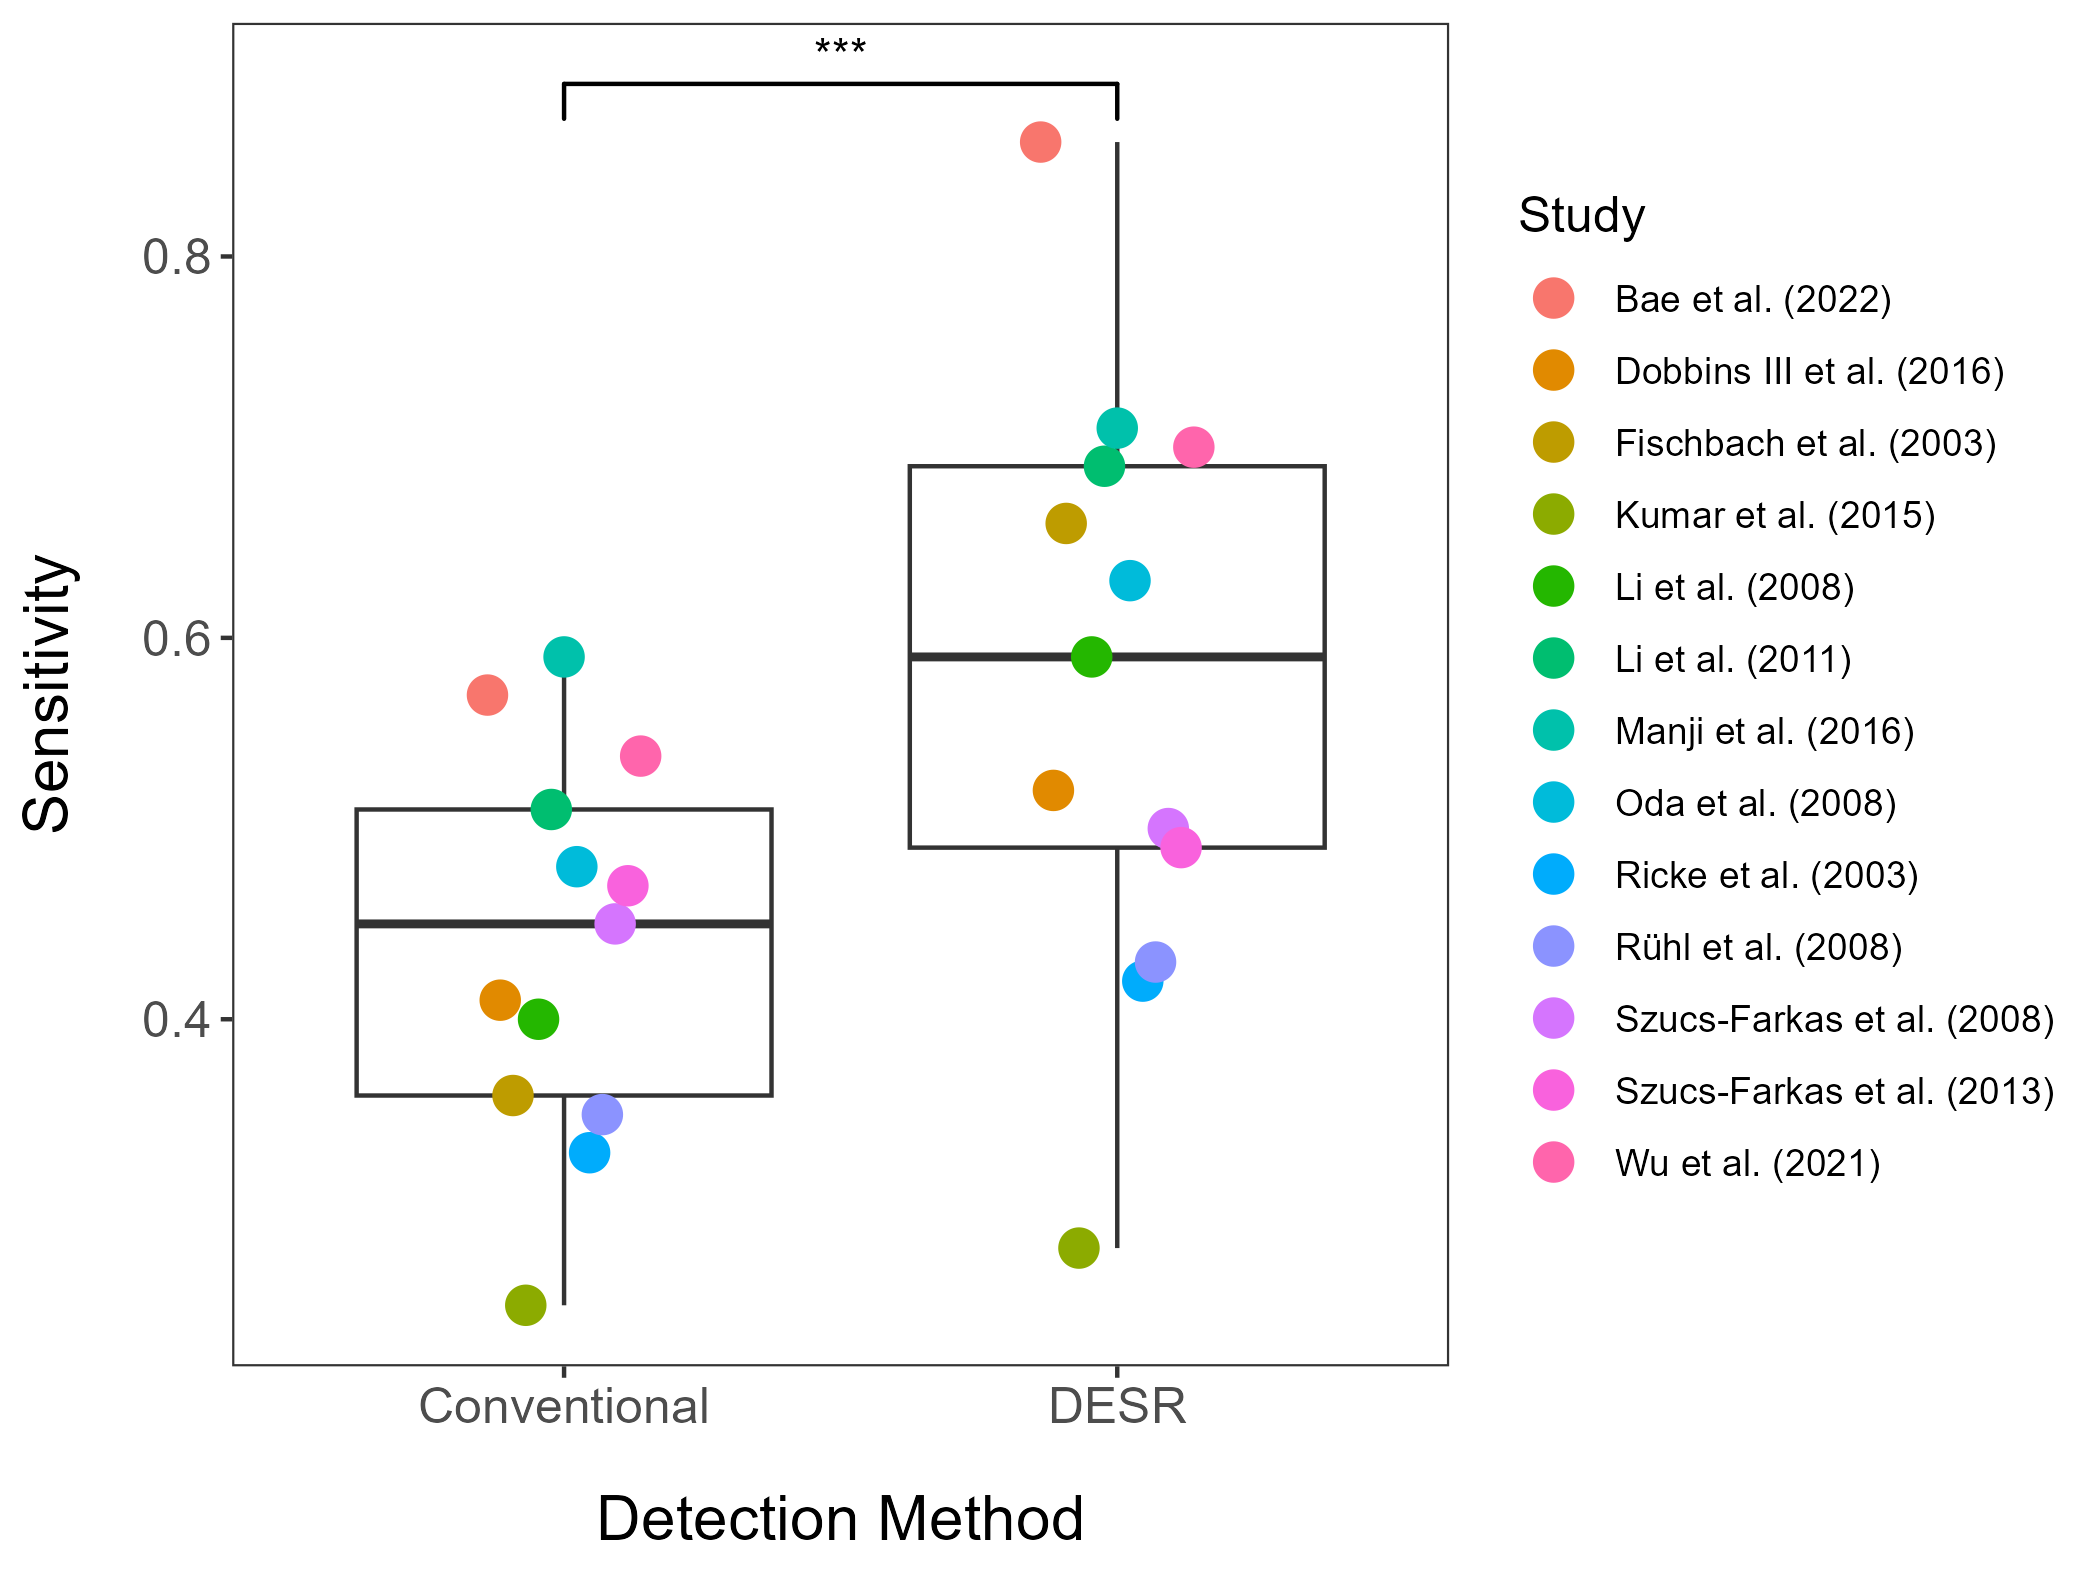 ***
0.8
0.6
0.4
Sensitivity
Conventional
DESR
Detection Method
Study
Bae et al. (2022)
Dobbins III et al. (2016)
Fischbach et al. (2003)
Kumar et al. (2015)
Li et al. (2008)
Li et al. (2011)
Manji et al. (2016)
Oda et al. (2008)
Ricke et al. (2003)
Rühl et al. (2008)
Szucs-Farkas et al. (2008)
Szucs-Farkas et al. (2013)
Wu et al. (2021)